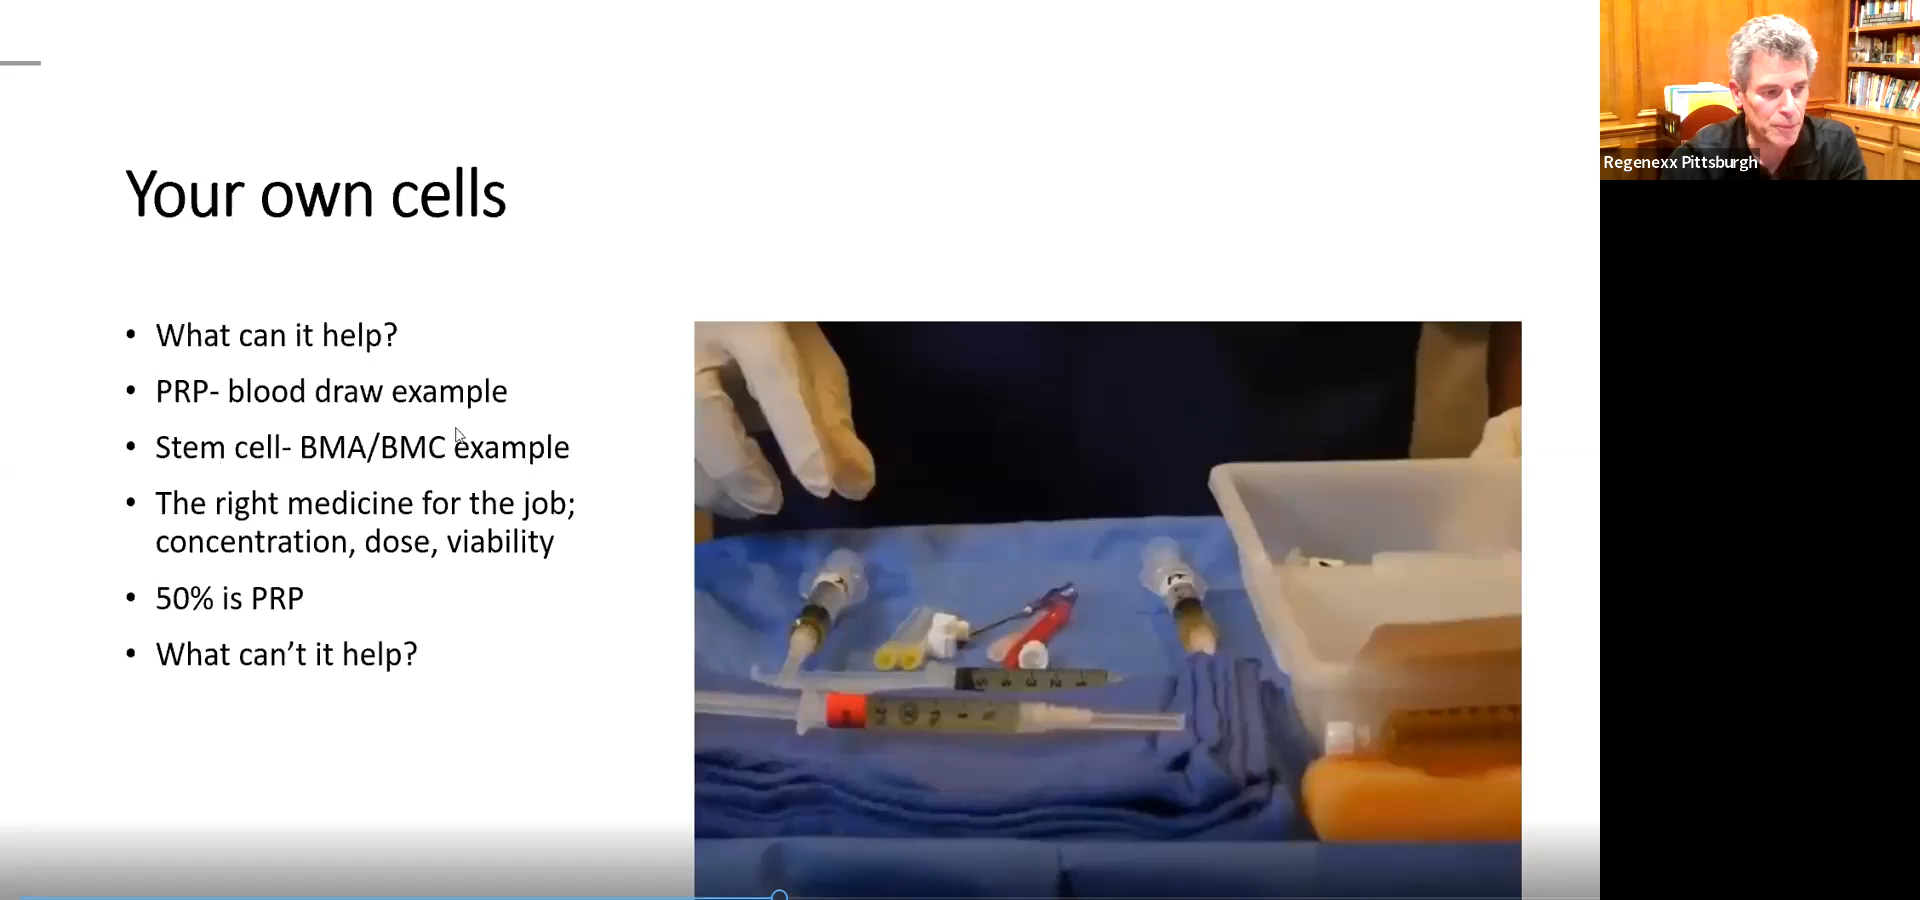 Your own cells
• What can it help?
• PRP- blood draw example
• Stem cell- BMA/BMC example
• The right medicine for the job;
concentration, dose, viability
• 50% is PRP
• What can’t it help?
Regenexx Pittsburgh